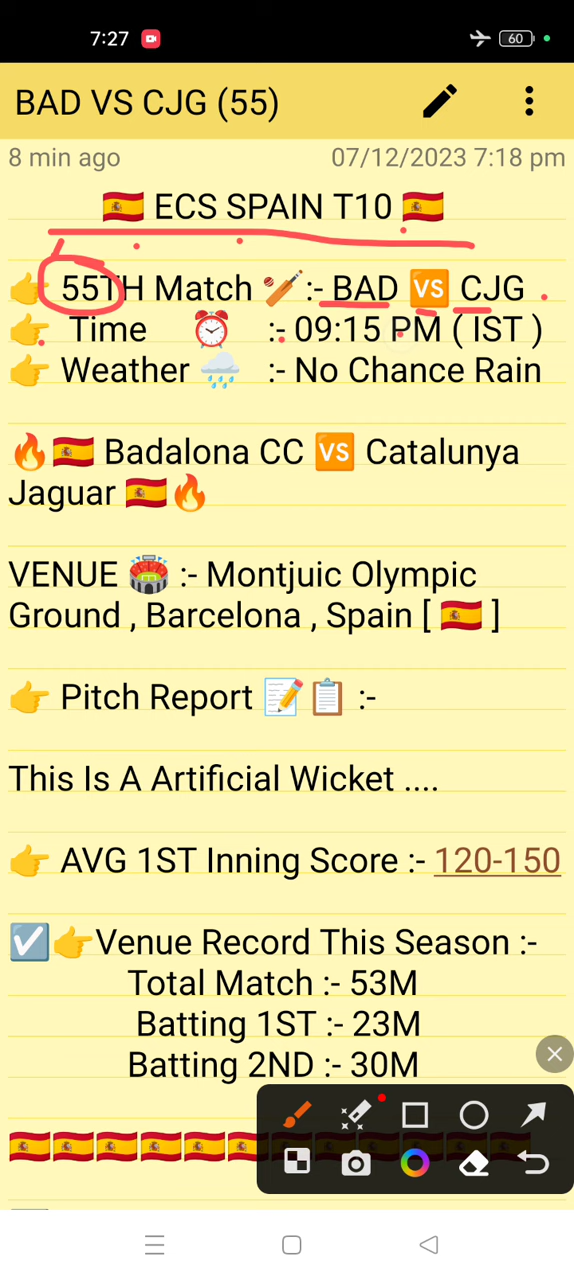 7:27 60
BAD VS CJG (55)
8 min ago 07/12/2023 7:18 pm
🇪🇸 ECS SPAIN T10 🇪🇸
👉 55TH Match 🏏:- BAD 🆚 CJG
👉 Time ⏰ :- 09:15 PM ( IST )
👉 Weather 🌧️ :- No Chance Rain
🔥🇪🇸 Badalona CC 🆚 Catalunya
Jaguar 🇪🇸🔥
VENUE 🏟️ :- Montjuic Olympic
Ground , Barcelona , Spain [ 🇪🇸 ]
👉 Pitch Report 📝📋 :-
This Is A Artificial Wicket ....
👉 AVG 1ST Inning Score :- 120-150
☑️👉Venue Record This Season :-
Total Match :- 53M
Batting 1ST :- 23M
Batting 2ND :- 30M